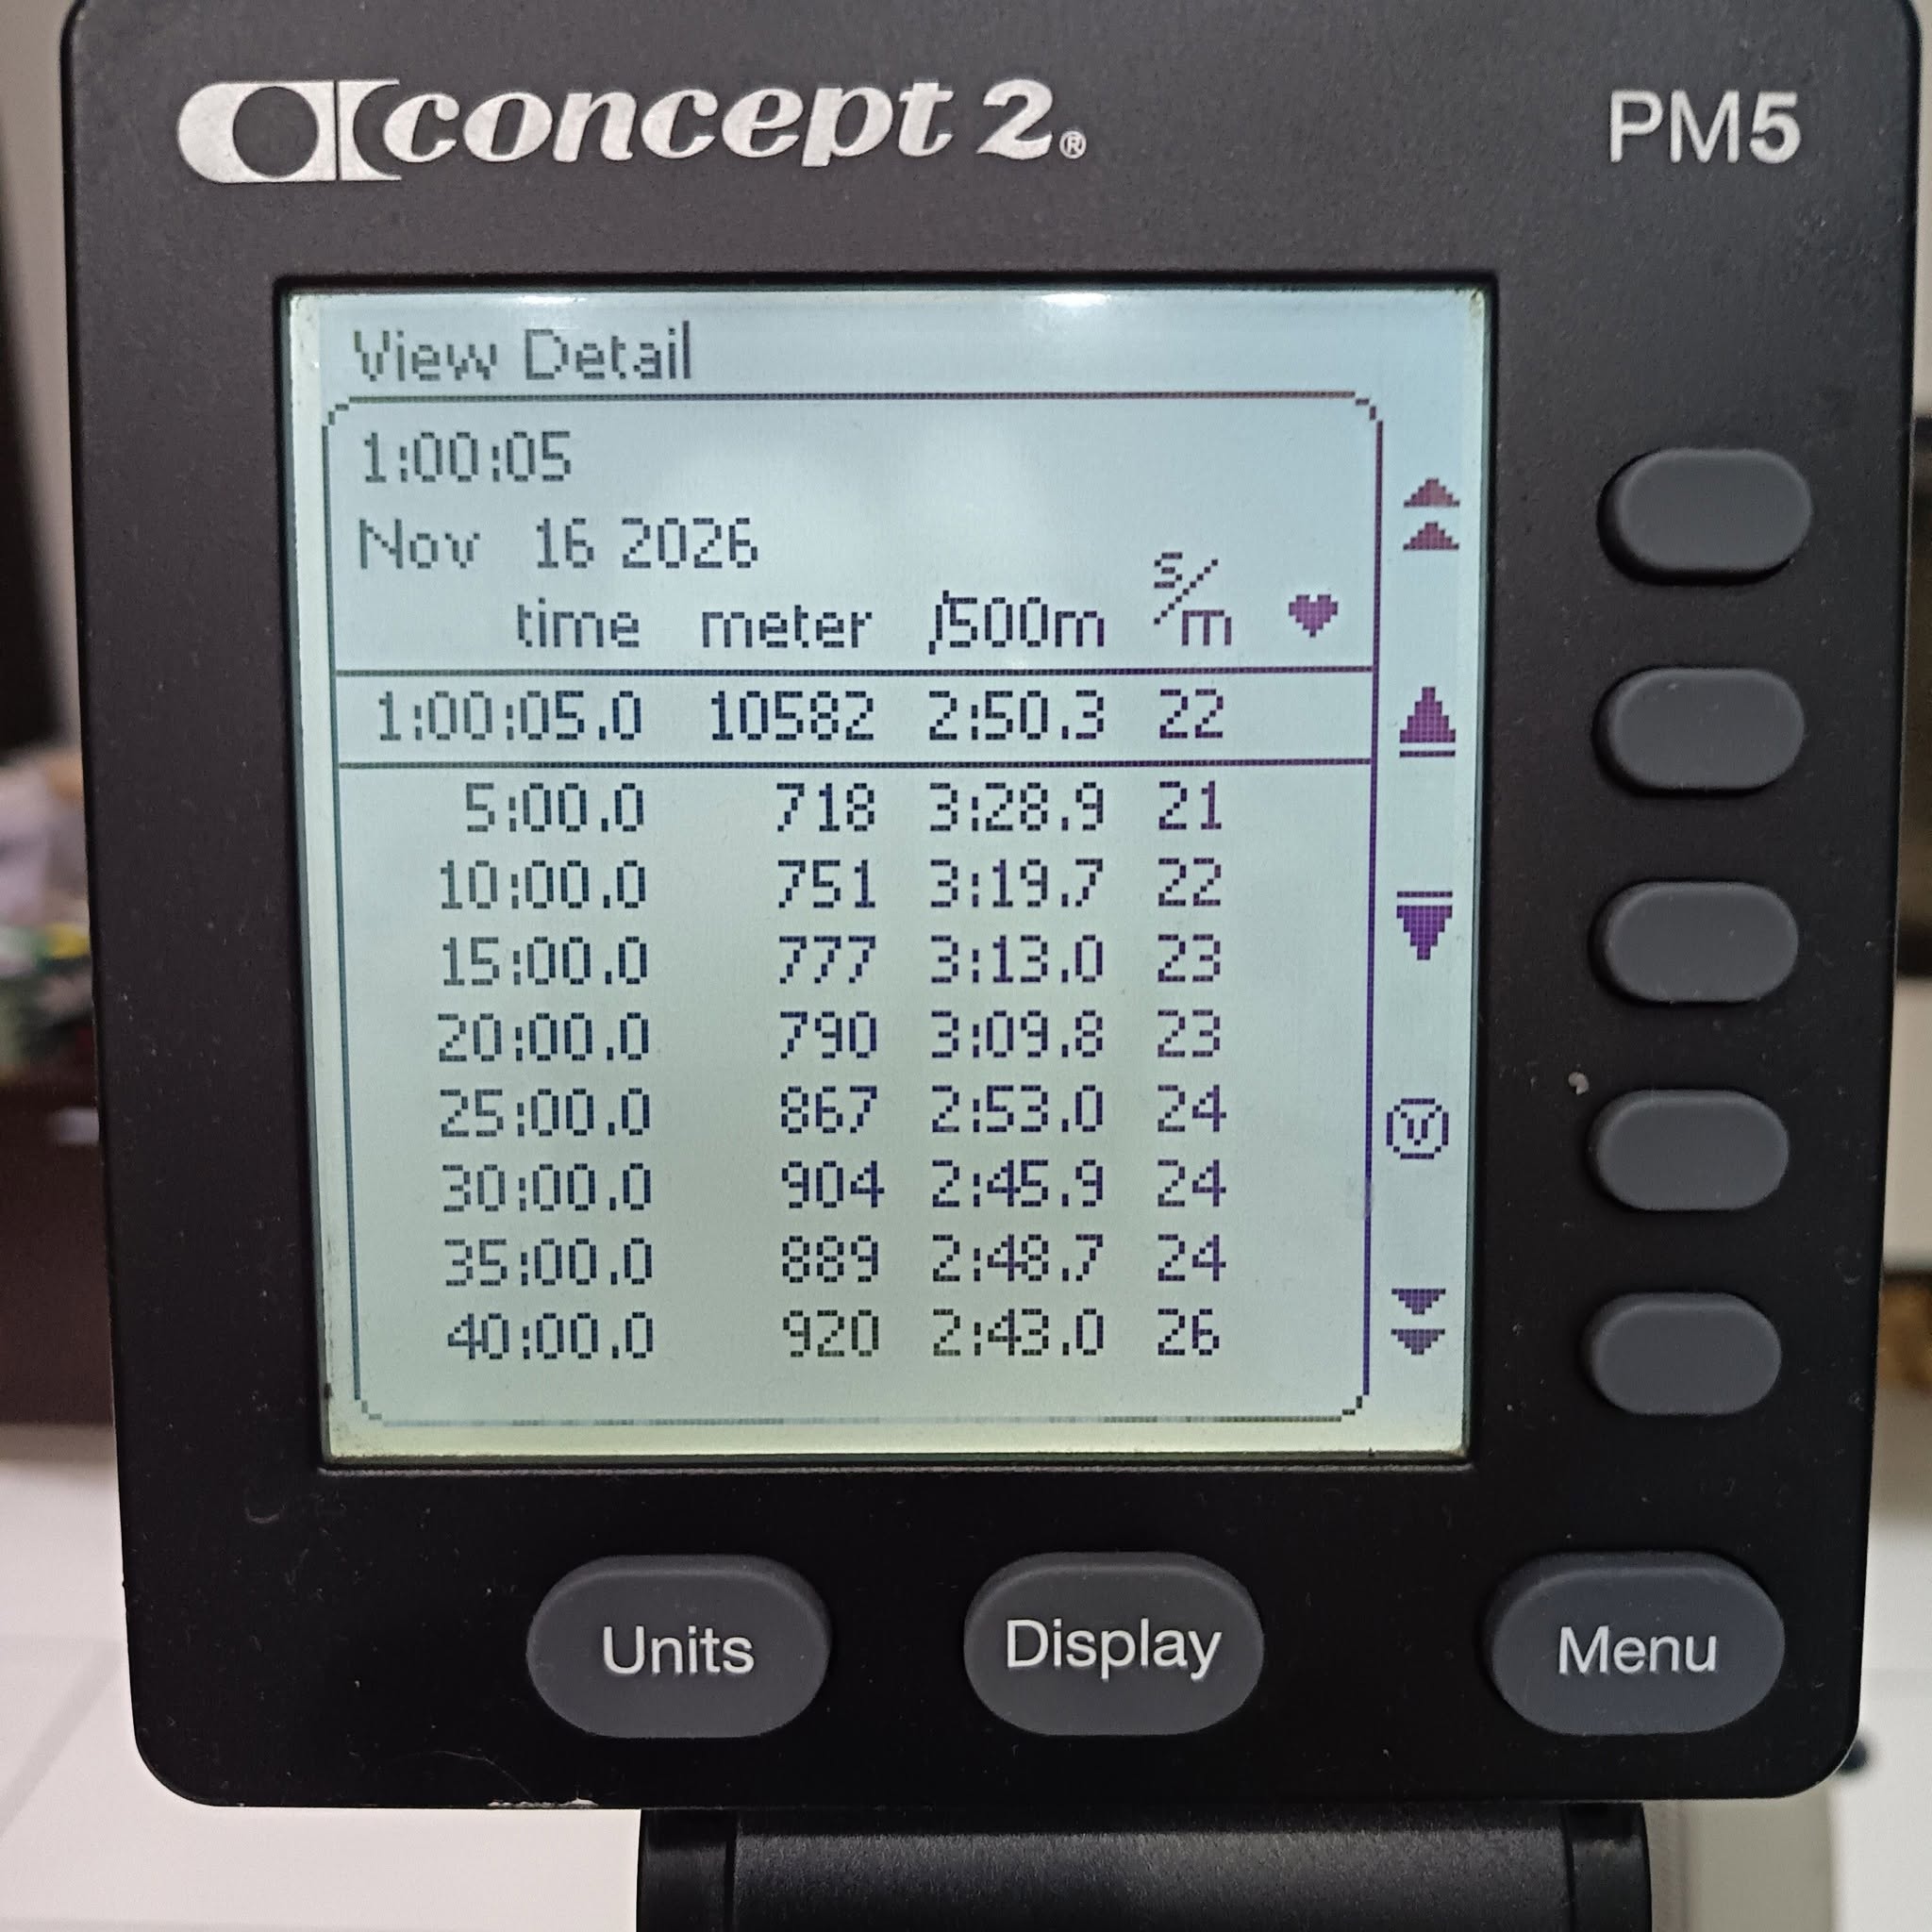 concept 2® PM5
View Detail
1:00:05
Nov 16 2026
time meter /500m s/m
1:00:05.0 10582 2:50.3 22
5:00.0 718 3:28.9 21
10:00.0 751 3:19.7 22
15:00.0 777 3:13.0 23
20:00.0 790 3:09.8 23
25:00.0 867 2:53.0 24
30:00.0 904 2:45.9 24
35:00.0 889 2:48.7 24
40:00.0 920 2:43.0 26
Units Display Menu